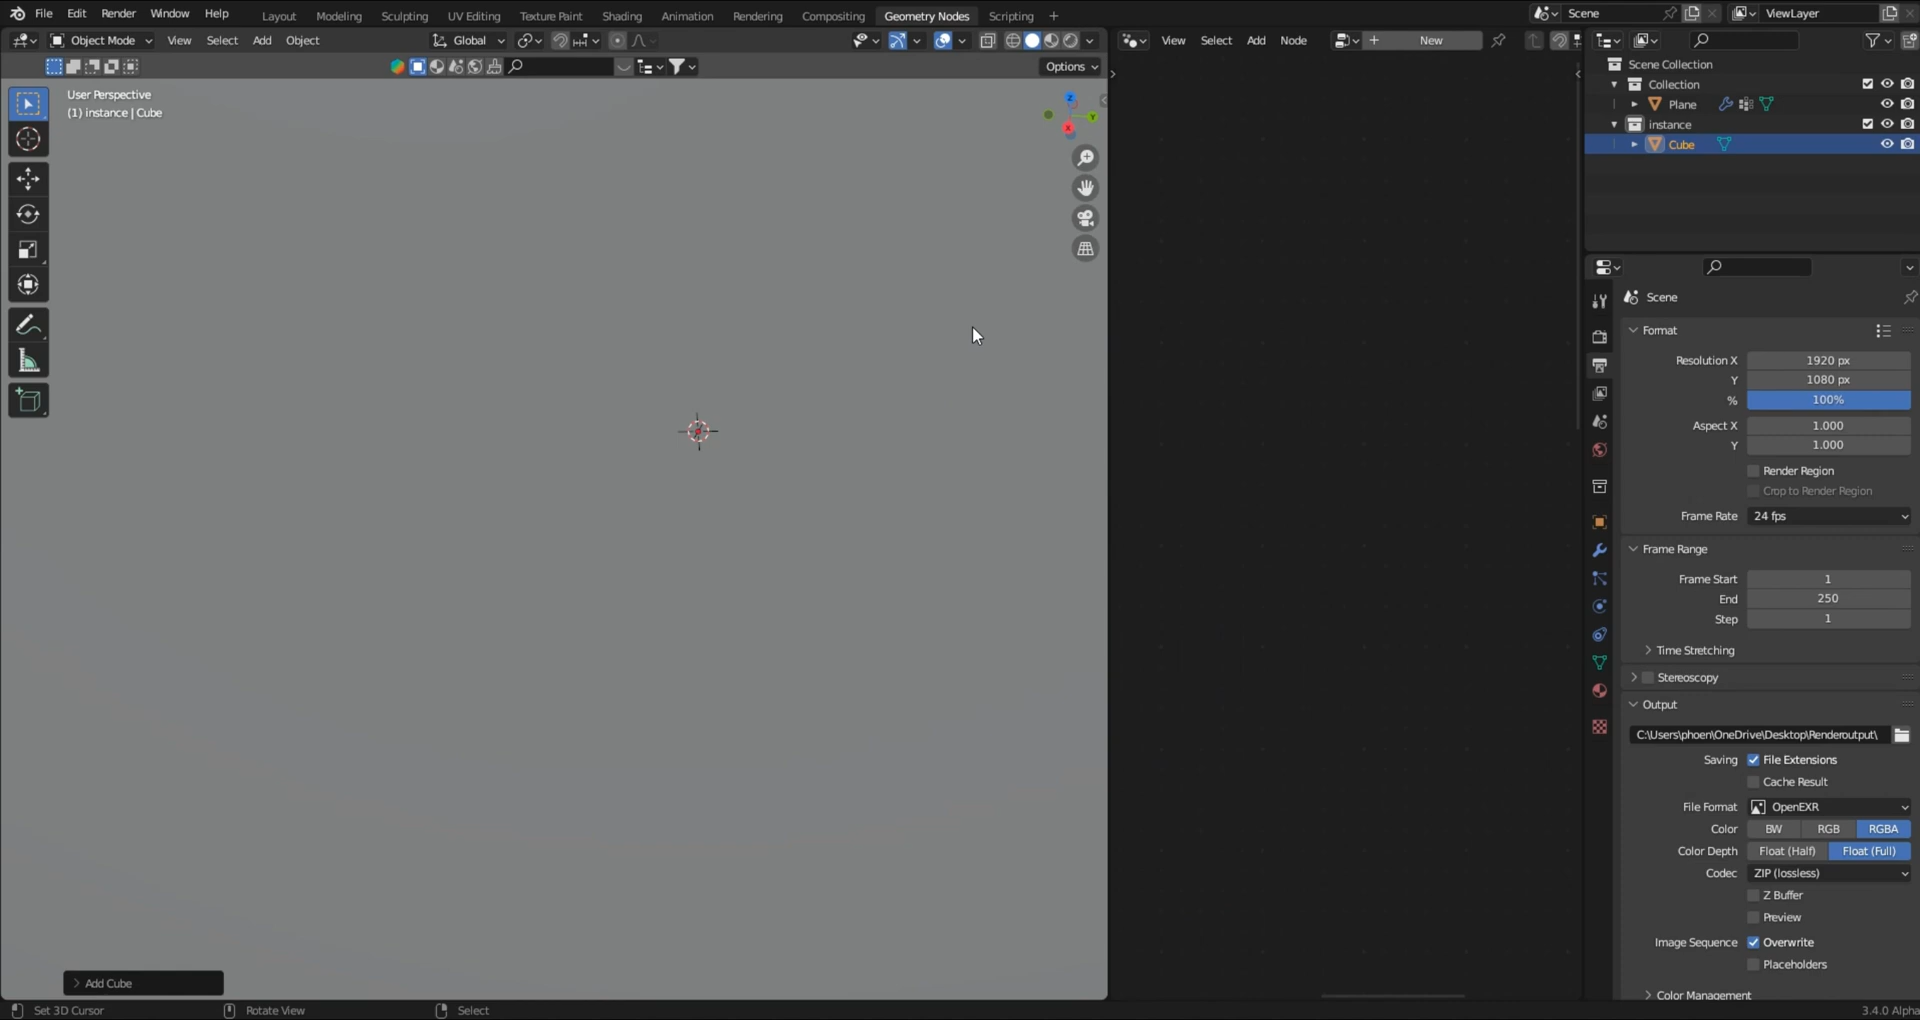 File Edit Render Window Help Layout Modeling Sculpting UV Editing Texture Paint Shading Animation Rendering Compositing Geometry Nodes Scripting + Scene ViewLayer
Object Mode View Select Add Object Global View Select Add Node + New
Options
User Perspective
(1) instance | Cube
Z
Y
X
Scene Collection
Collection
Plane
instance
Cube
Scene
Format
Resolution X 1920 px
Y 1080 px
% 100%
Aspect X 1.000
Y 1.000
Render Region
Crop to Render Region
Frame Rate 24 fps
Frame Range
Frame Start 1
End 250
Step 1
Time Stretching
Stereoscopy
Output
C:\Users\phoen\OneDrive\Desktop\Renderoutput\
Saving File Extensions
Cache Result
File Format OpenEXR
Color BW RGB RGBA
Color Depth Float (Half) Float (Full)
Codec ZIP (lossless)
Z Buffer
Preview
Image Sequence Overwrite
Placeholders
Color Management
Add Cube
Set 3D Cursor Rotate View Select 3.4.0 Alpha